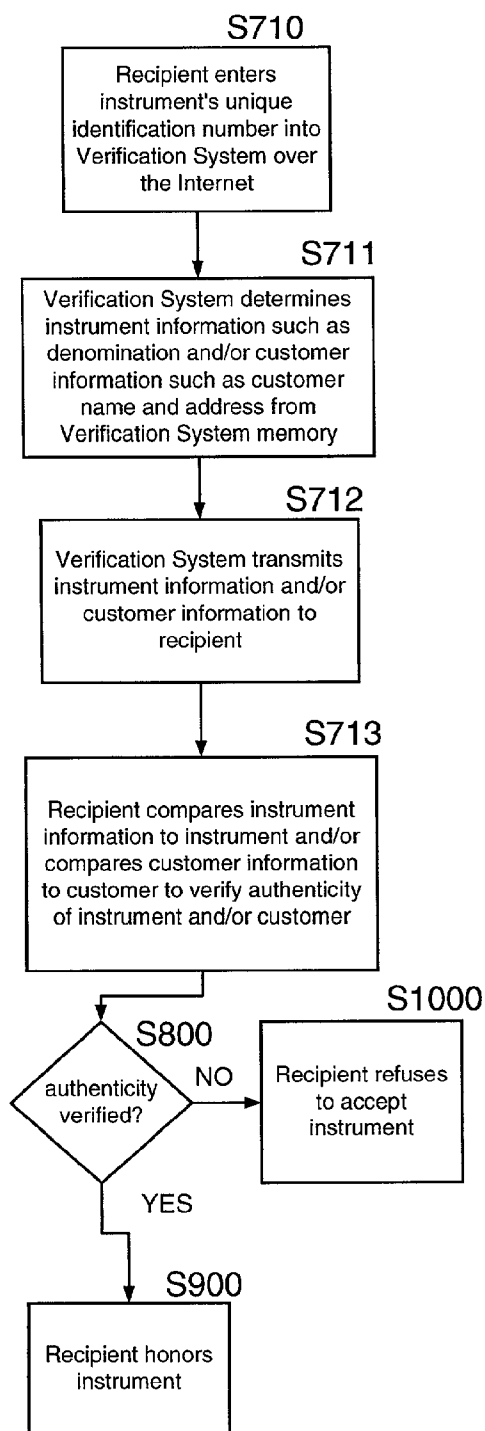 S710
Recipient enters
instrument's unique
identification number into
Verification System over
the Internet
S711
Verification System determines
instrument information such as
denomination and/or customer
information such as customer
name and address from
Verification System memory
S712
Verification System transmits
instrument information and/or
customer information to
recipient
S713
Recipient compares instrument
information to instrument and/or
compares customer information
to customer to verify authenticity
of instrument and/or customer
S800
authenticity
verified?
NO
S1000
Recipient refuses
to accept
instrument
YES
S900
Recipient honors
instrument